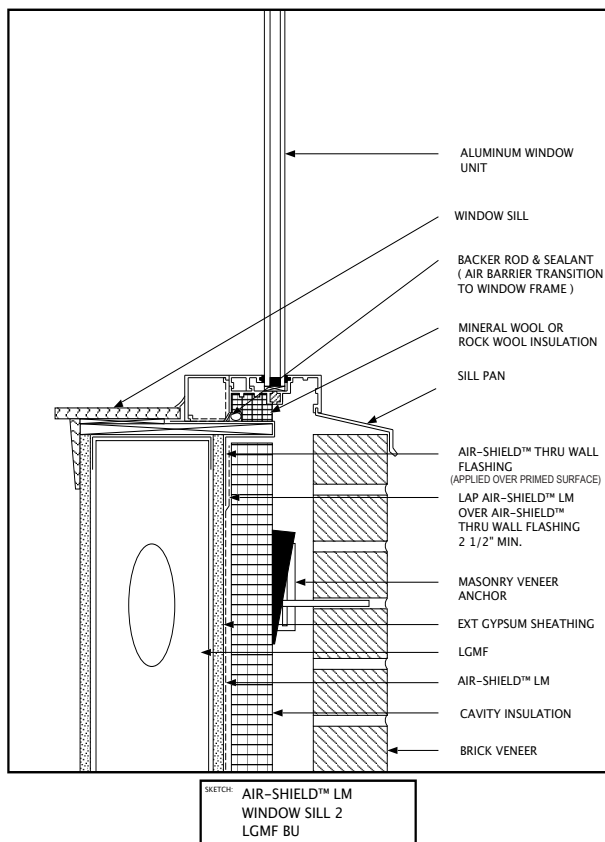 ALUMINUM WINDOW
UNIT
WINDOW SILL
BACKER ROD & SEALANT
( AIR BARRIER TRANSITION
TO WINDOW FRAME )
MINERAL WOOL OR
ROCK WOOL INSULATION
SILL PAN
AIR-SHIELD™ THRU WALL
FLASHING
(APPLIED OVER PRIMED SURFACE)
LAP AIR-SHIELD™ LM
OVER AIR-SHIELD™
THRU WALL FLASHING
2 1/2" MIN.
MASONRY VENEER
ANCHOR
EXT GYPSUM SHEATHING
LGMF
AIR-SHIELD™ LM
CAVITY INSULATION
BRICK VENEER
SKETCH: AIR-SHIELD™ LM
WINDOW SILL 2
LGMF BU